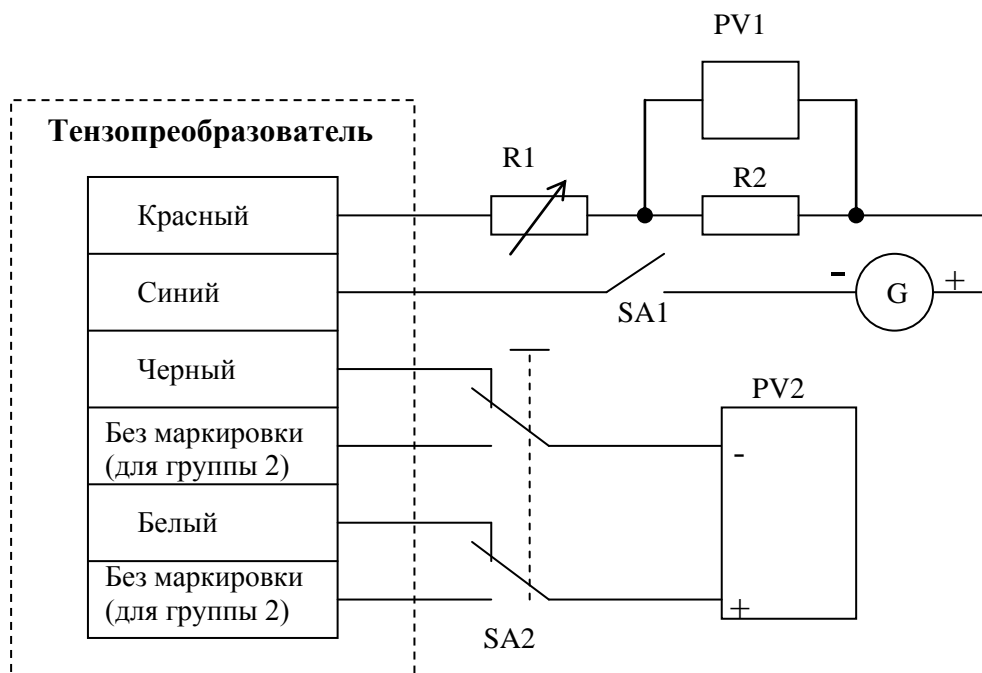 PV1
Тензопреобразователь
R1
R2
Красный
Синий
-
G
+
SA1
Черный
PV2
Без маркировки
(для группы 2)
-
Белый
Без маркировки
(для группы 2)
+
SA2